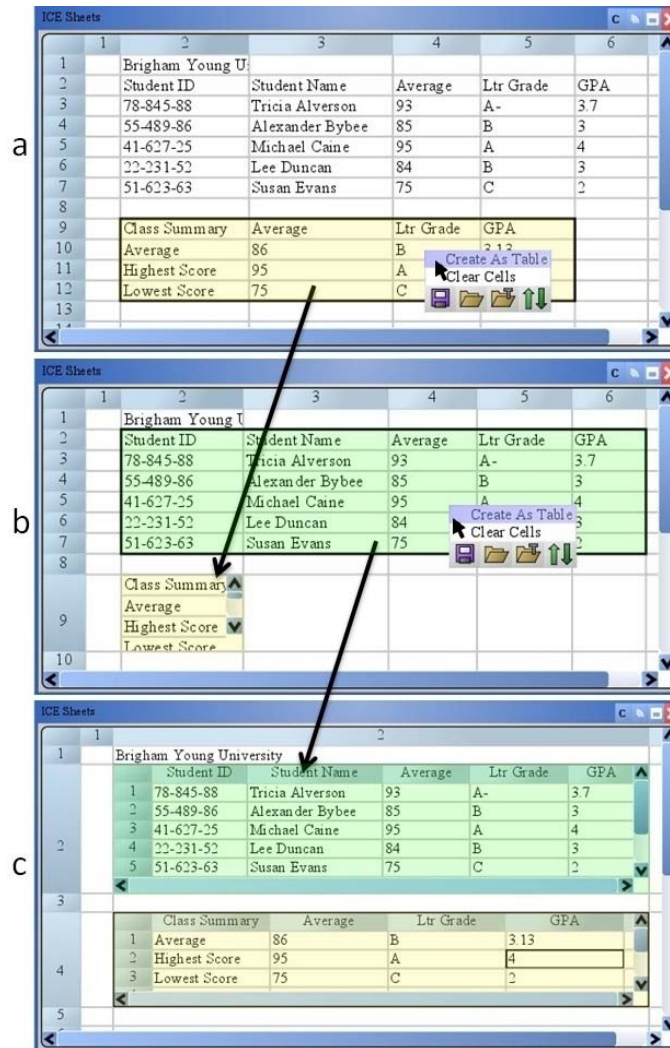 ICE Sheets C
1 2 3 4 5 6
1 Brigham Young U
2 Student ID Student Name Average Ltr Grade GPA
3 78-845-88 Tricia Alverson 93 A- 3.7
4 55-489-86 Alexander Bybee 85 B 3
a
5 41-627-25 Michael Caine 95 A 4
6 22-231-52 Lee Duncan 84 B 3
7 51-623-63 Susan Evans 75 C 2
8
9 Class Summary Average Ltr Grade GPA
10 Average 86 B 3.13
Create As Table
11 Highest Score 95 A Clear Cells
12 Lowest Score 75 C
13
14
ICE Sheets C
1 2 3 4 5 6
1 Brigham Young U
2 Student ID Student Name Average Ltr Grade GPA
3 78-845-88 Tricia Alverson 93 A- 3.7
4 55-489-86 Alexander Bybee 85 B 3
5 41-627-25 Michael Caine 95 A 4
b
Create As Table
6 22-231-52 Lee Duncan 84 3
Clear Cells
7 51-623-63 Susan Evans 75 2
8
Class Summary
Average
9 Highest Score
Lowest Score
10
ICE Sheets C
1 2
1 Brigham Young University
Student ID Student Name Average Ltr Grade GPA
1 78-845-88 Tricia Alverson 93 A- 3.7
2 55-489-86 Alexander Bybee 85 B 3
3 41-627-25 Michael Caine 95 A 4
2
4 22-231-52 Lee Duncan 84 B 3
c
5 51-623-63 Susan Evans 75 C 2
3
Class Summary Average Ltr Grade GPA
1 Average 86 B 3.13
2 Highest Score 95 A 4
4
3 Lowest Score 75 C 2
5